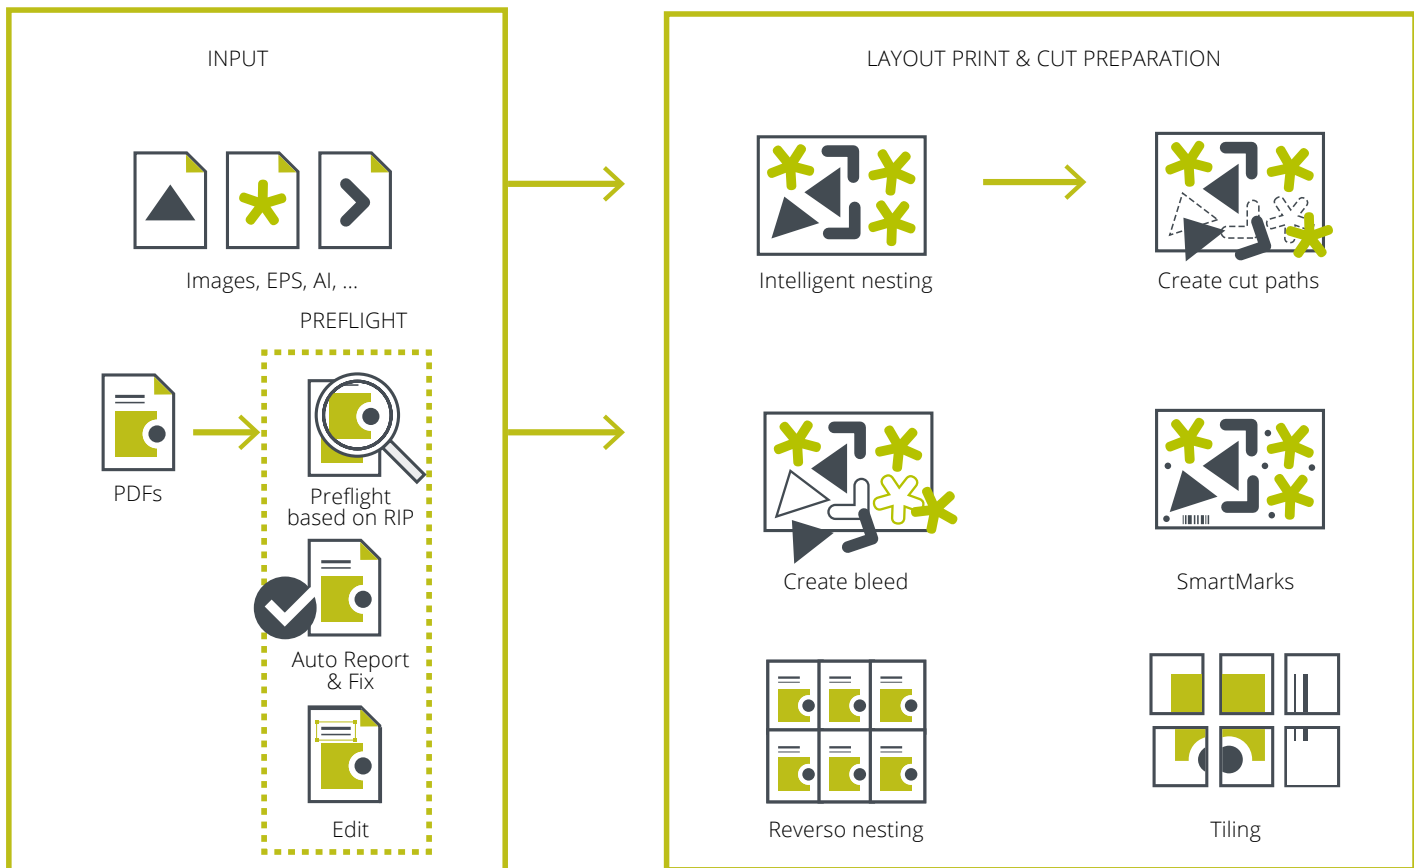 INPUT
Images, EPS, AI, ...
PREFLIGHT
PDFs
Preflight
based on RIP
Auto Report
& Fix
Edit
LAYOUT PRINT & CUT PREPARATION
Intelligent nesting
Create cut paths
Create bleed
SmartMarks
Reverso nesting
Tiling